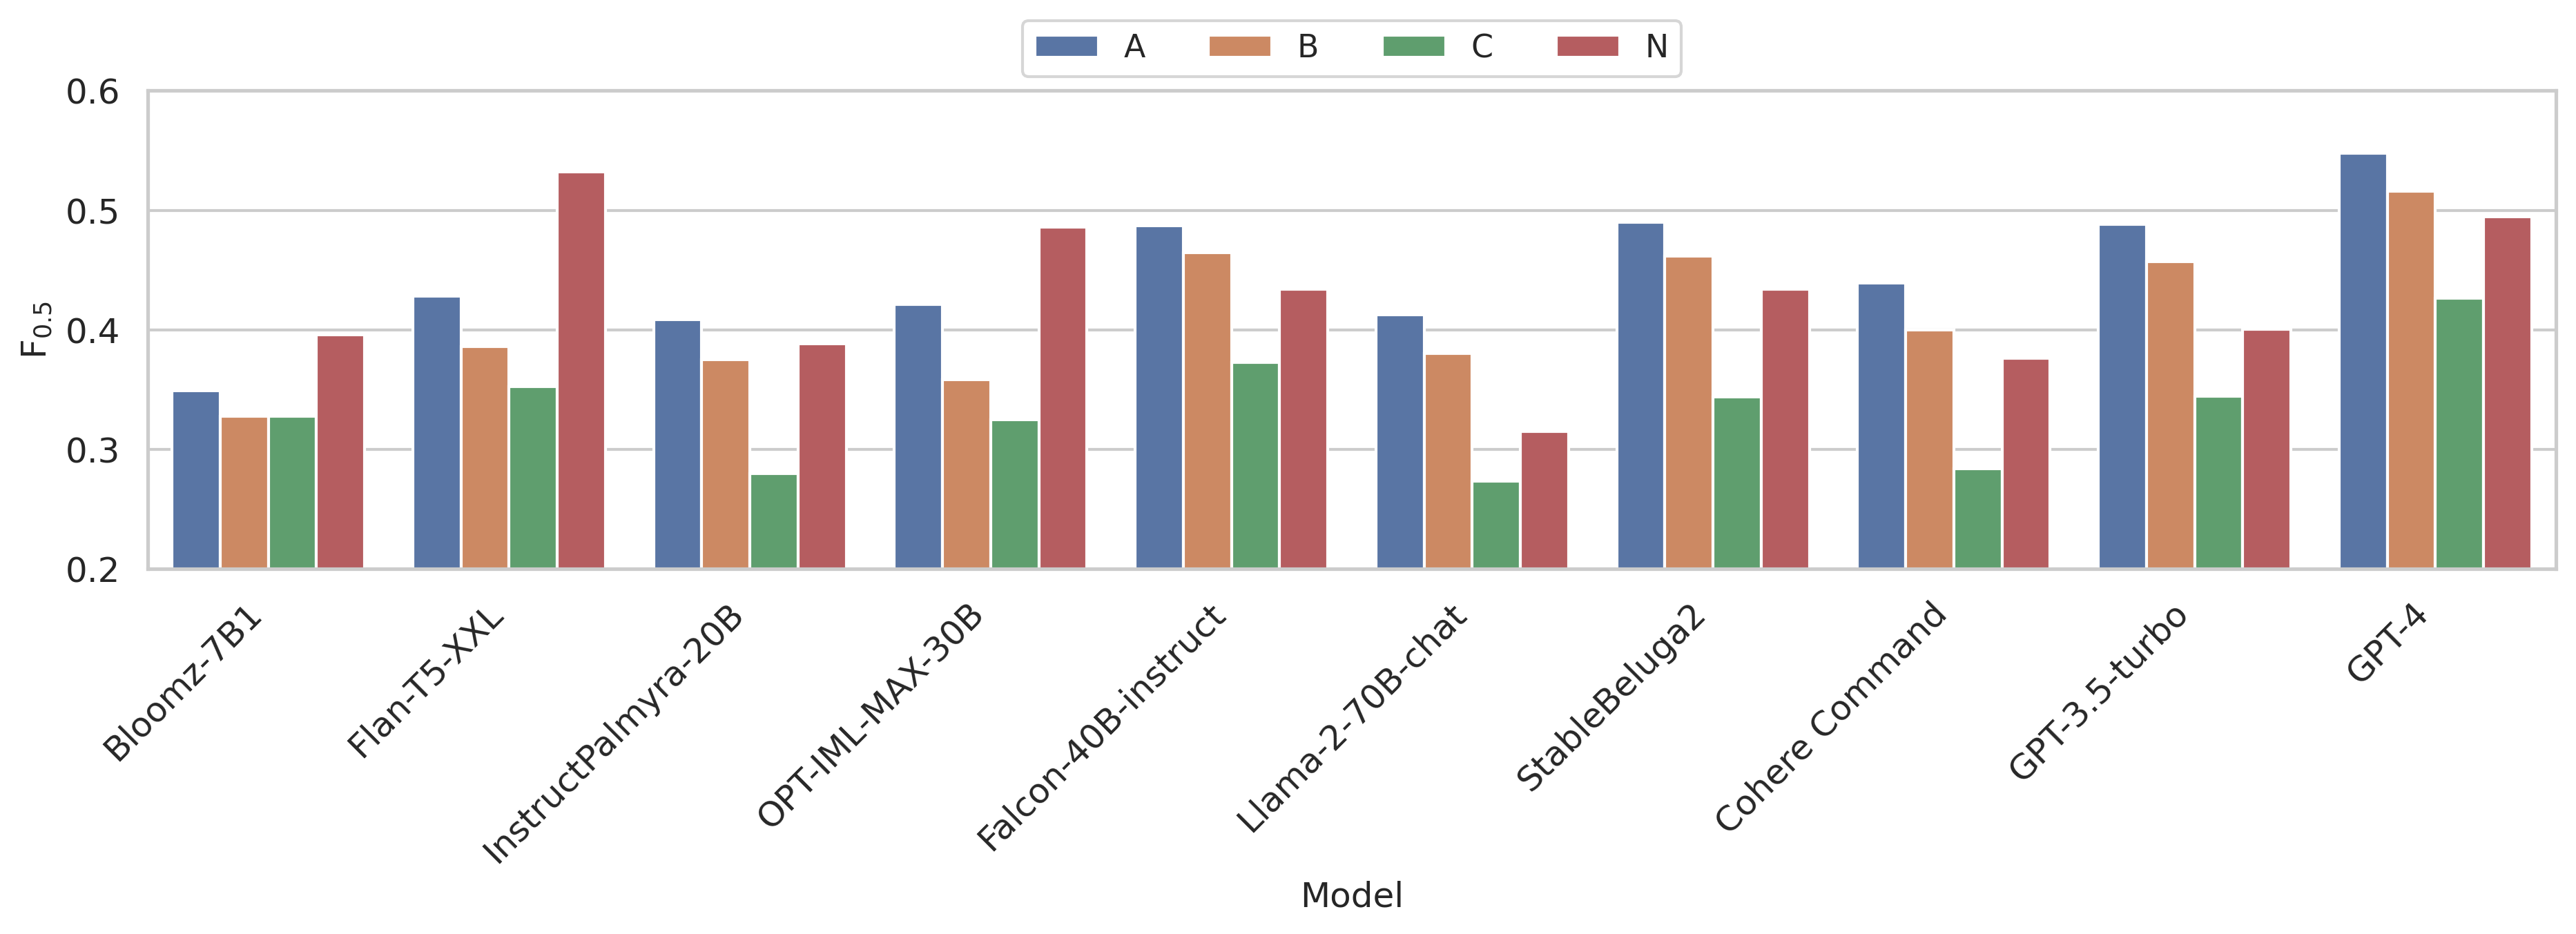 A B C N
0.6
0.5
0.4
0.3
0.2
F0.5
Bloomz-7B1
Flan-T5-XXL
InstructPalmyra-20B
OPT-IML-MAX-30B
Falcon-40B-instruct
Llama-2-70B-chat
StableBeluga2
Cohere Command
GPT-3.5-turbo
GPT-4
Model